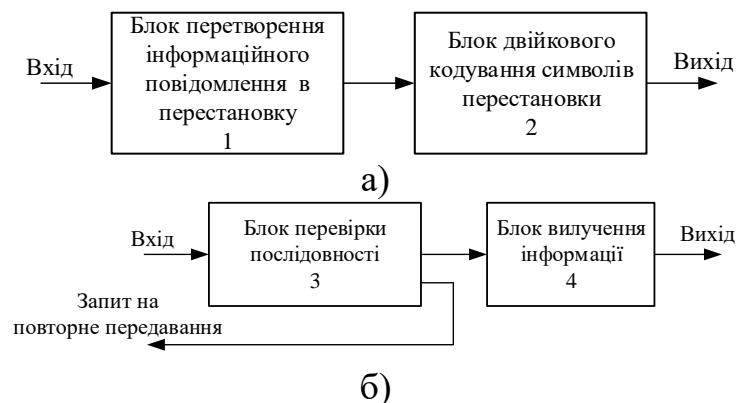 Вхід
Блок перетворення
інформаційного
повідомлення в
перестановку
1
Блок двійкового
кодування символів
перестановки
2
Вихід
а)
Вхід
Блок перевірки
послідовності
3
Блок вилучення
інформації
4
Вихід
Запит на
повторне передавання
б)